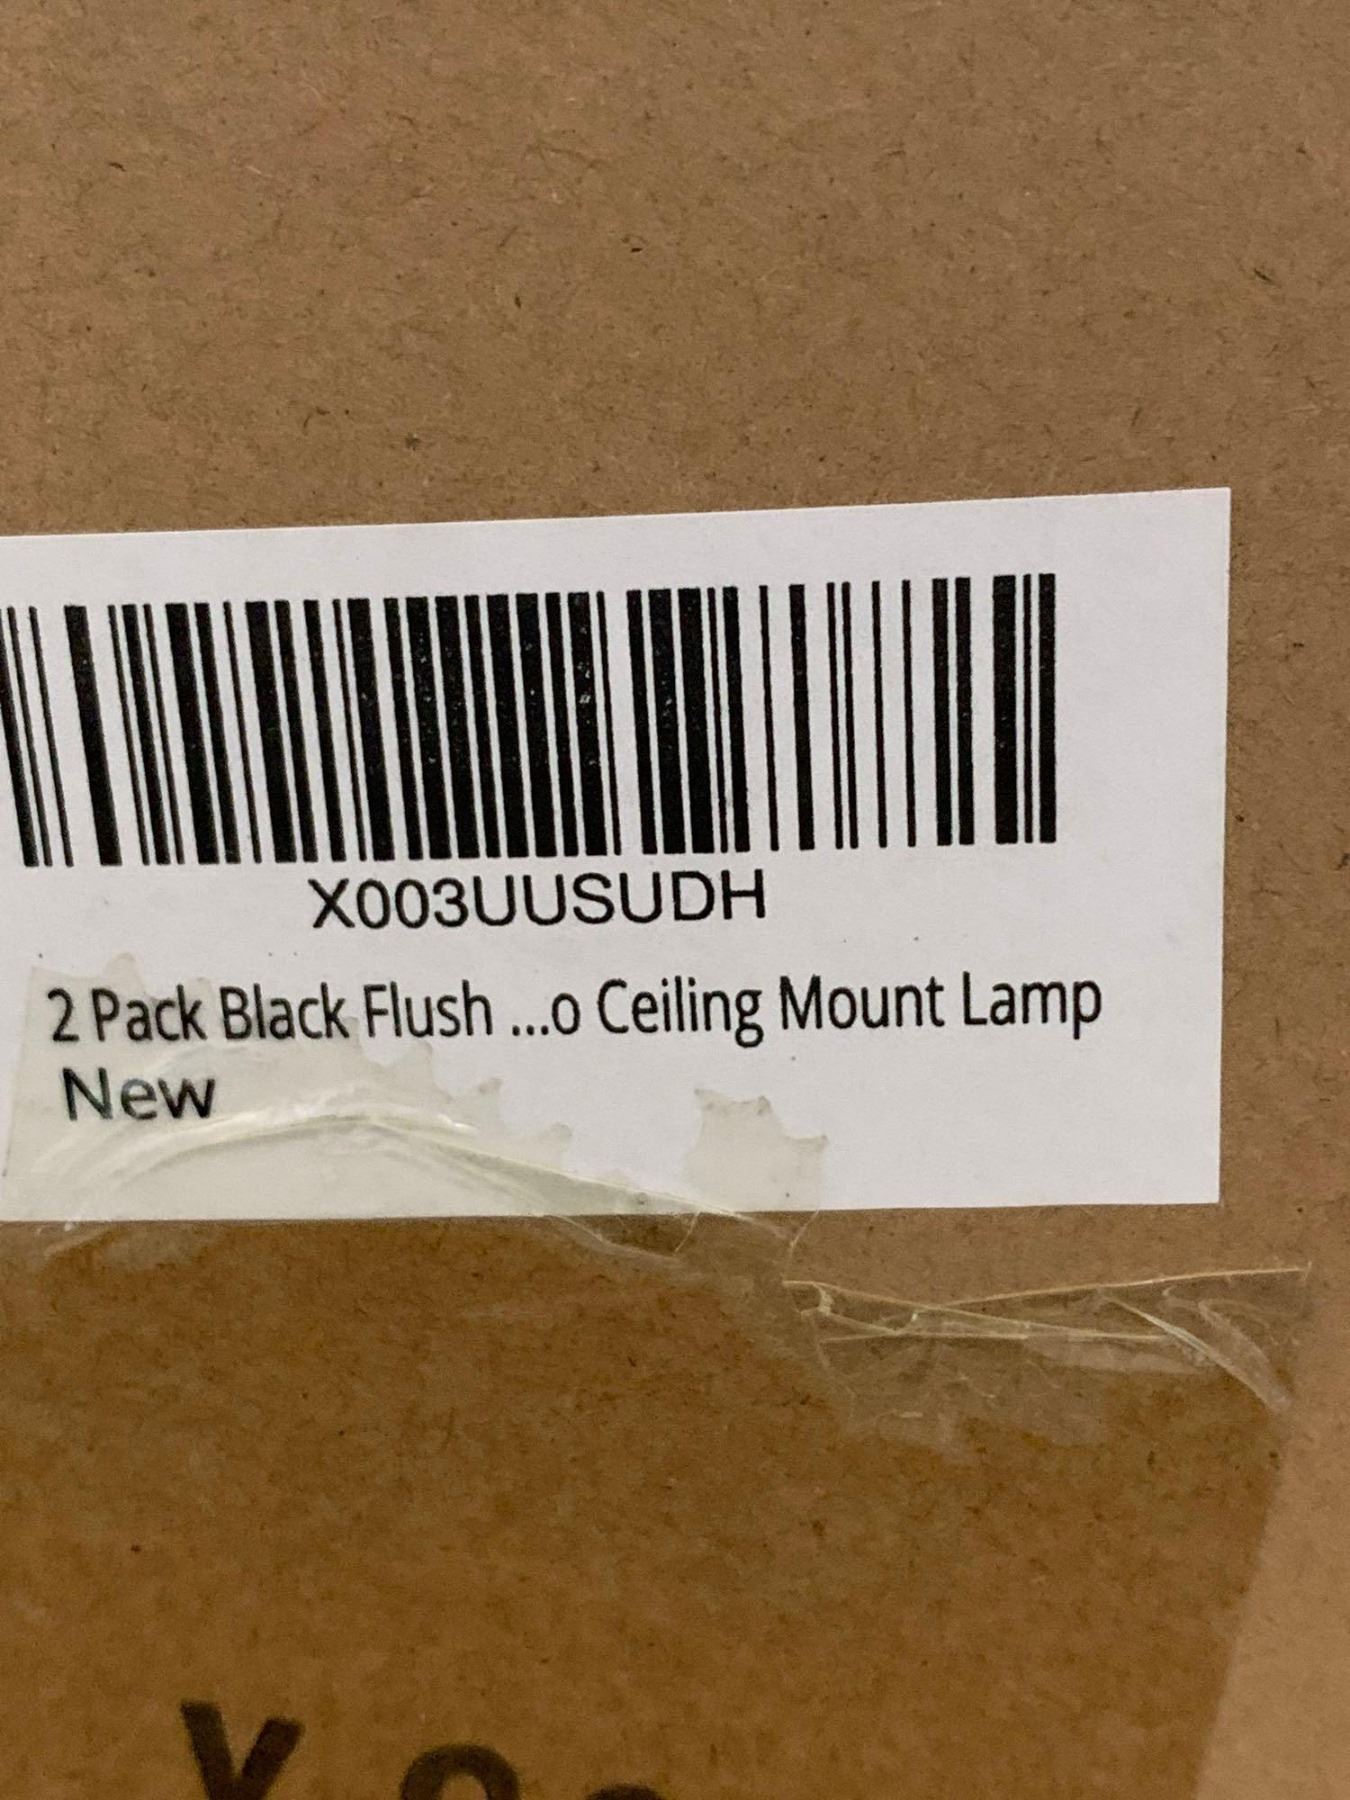 X003UUSUDH
2 Pack Black Flush ...o Ceiling Mount Lamp
New